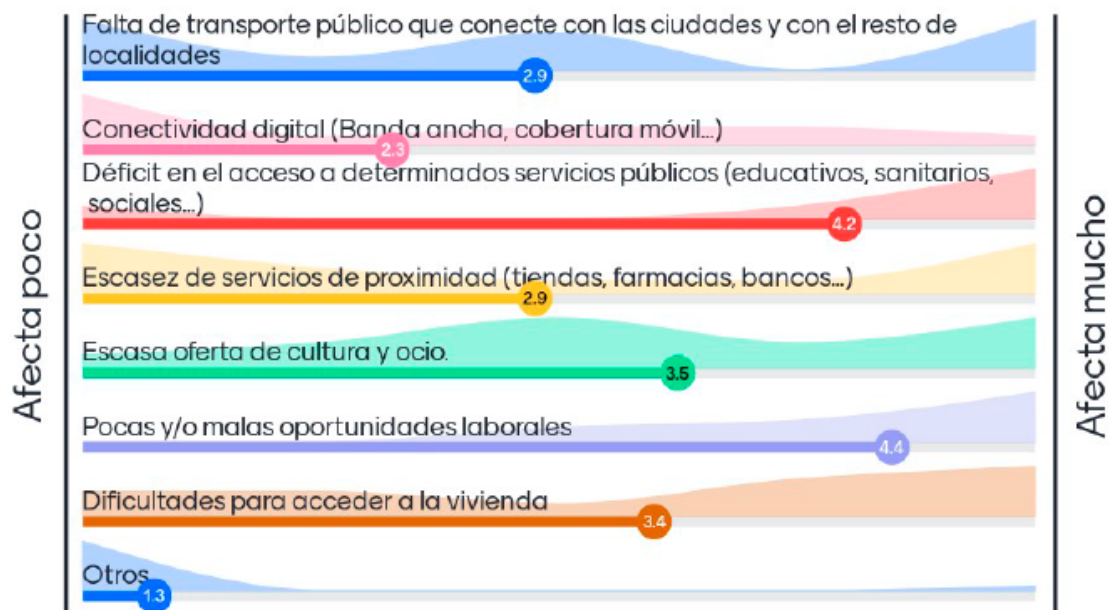 Falta de transporte público que conecte con las ciudades y con el resto de
localidades
2.9
Conectividad digital (Banda ancha, cobertura móvil...)
2.3
Déficit en el acceso a determinados servicios públicos (educativos, sanitarios,
sociales...)
4.2
Escasez de servicios de proximidad (tiendas, farmacias, bancos...)
2.9
Escasa oferta de cultura y ocio.
3.5
Pocas y/o malas oportunidades laborales
4.4
Dificultades para acceder a la vivienda
3.4
Otros
1.3
Afecta poco
Afecta mucho